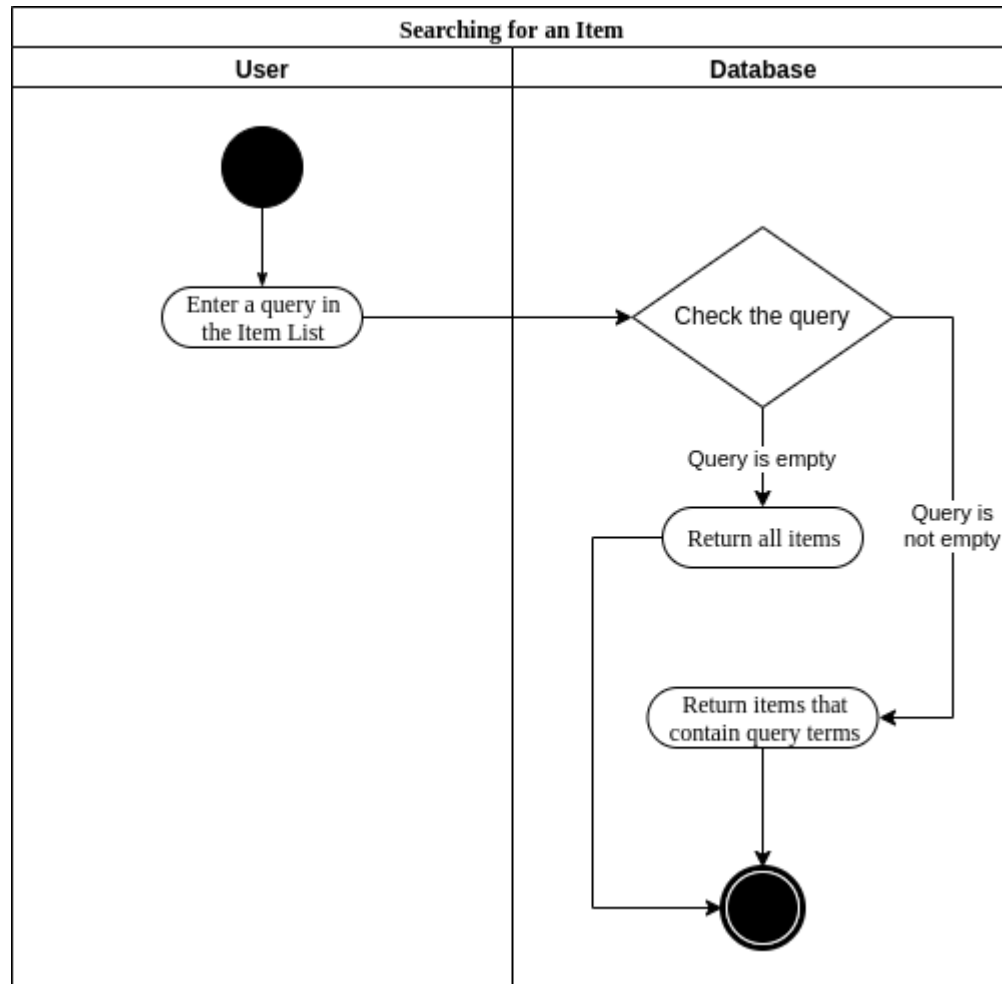 Searching for an Item
User
Database
Enter a query in
the Item List
Check the query
Query is empty
Return all items
Query is
not empty
Return items that
contain query terms